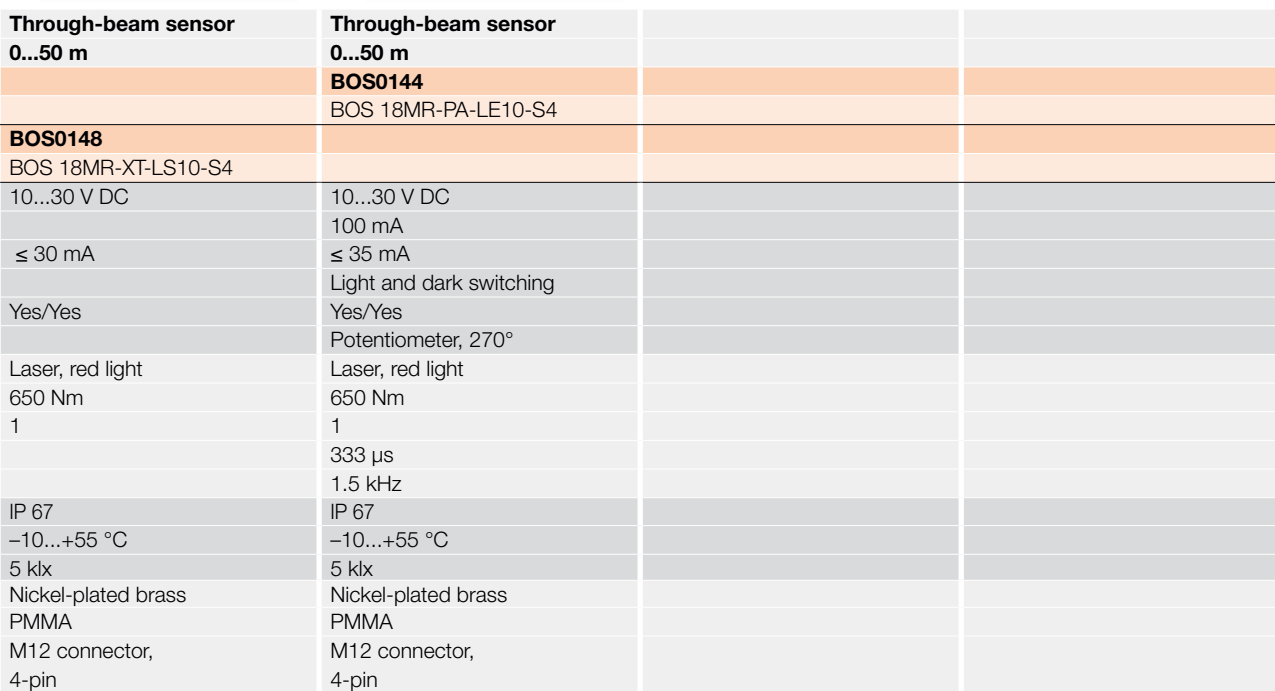 Through-beam sensor Through-beam sensor
0...50 m 0...50 m
BOS0144
BOS 18MR-PA-LE10-S4
BOS0148
BOS 18MR-XT-LS10-S4
10...30 V DC 10...30 V DC
100 mA
≤ 30 mA ≤ 35 mA
Light and dark switching
Yes/Yes Yes/Yes
Potentiometer, 270°
Laser, red light Laser, red light
650 Nm 650 Nm
1 1
333 µs
1.5 kHz
IP 67 IP 67
–10...+55 °C –10...+55 °C
5 klx 5 klx
Nickel-plated brass Nickel-plated brass
PMMA PMMA
M12 connector, M12 connector,
4-pin 4-pin